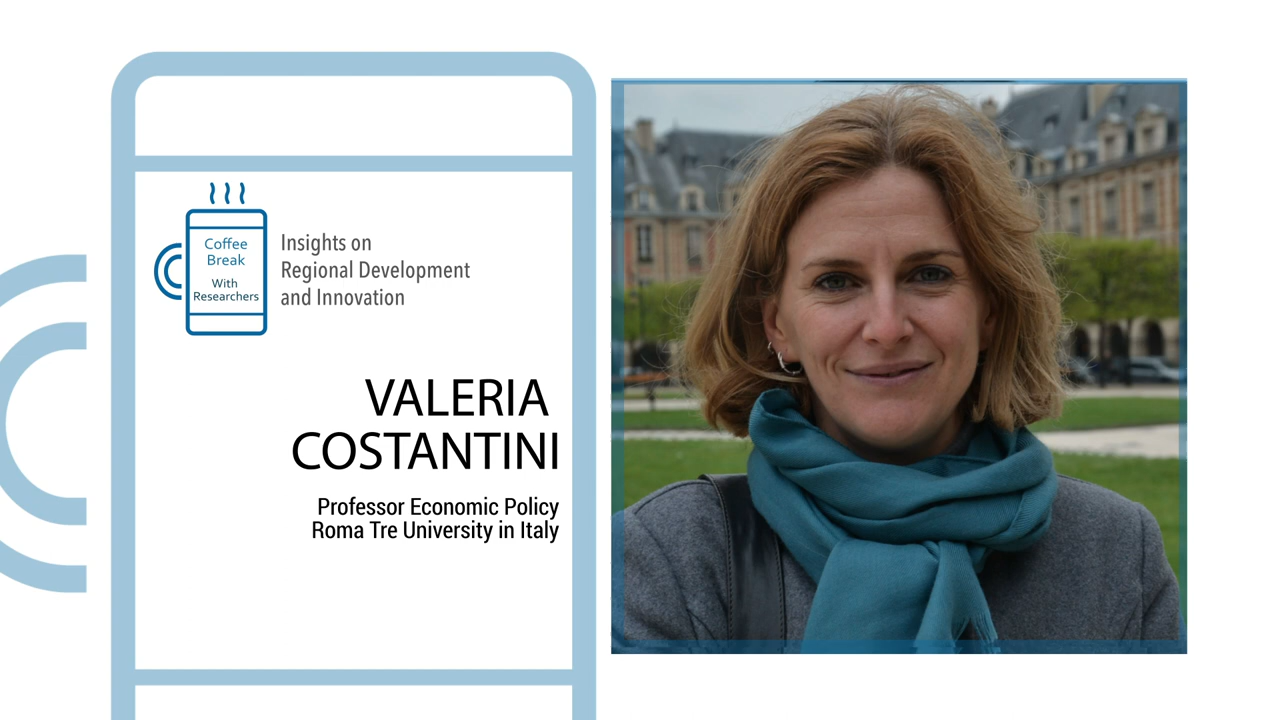 Coffee
Break
With
Researchers
Insights on
Regional Development
and Innovation
VALERIA
COSTANTINI
Professor Economic Policy
Roma Tre University in Italy